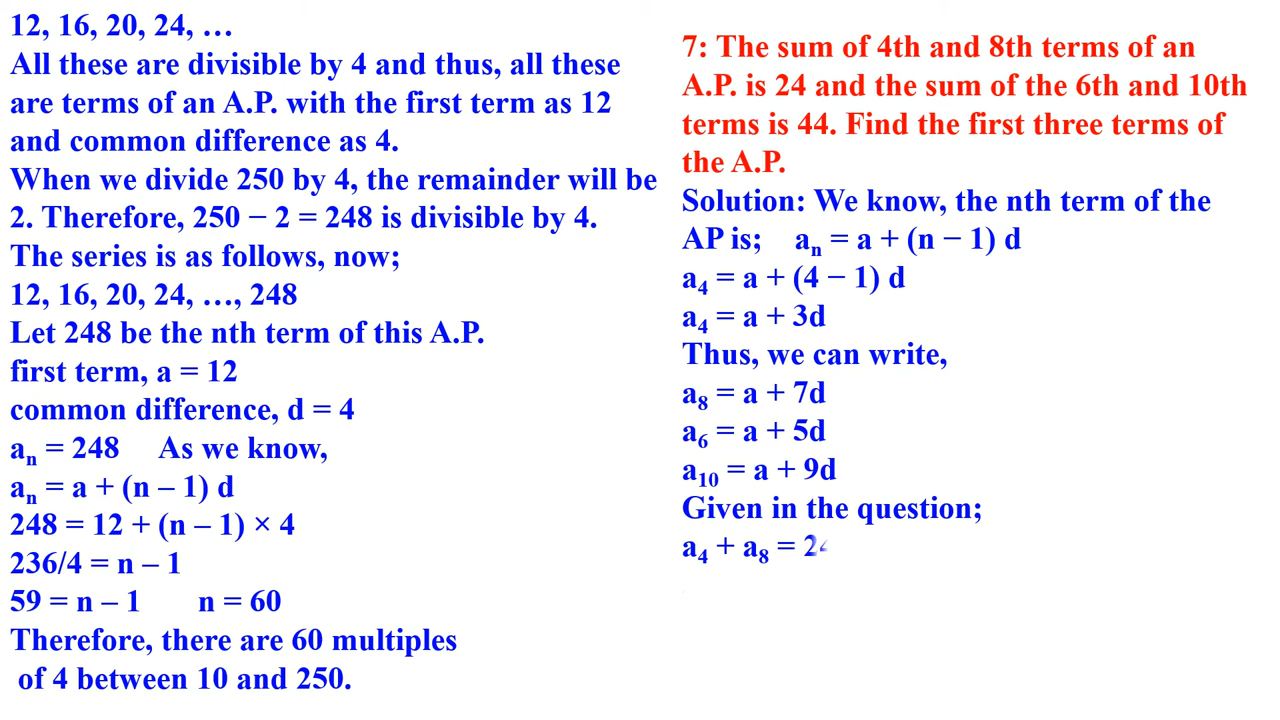 12, 16, 20, 24, …
All these are divisible by 4 and thus, all these
are terms of an A.P. with the first term as 12
and common difference as 4.
When we divide 250 by 4, the remainder will be
2. Therefore, 250 − 2 = 248 is divisible by 4.
The series is as follows, now;
12, 16, 20, 24, …, 248
Let 248 be the nth term of this A.P.
first term, a = 12
common difference, d = 4
aₙ = 248 As we know,
aₙ = a + (n – 1) d
248 = 12 + (n – 1) × 4
236/4 = n – 1
59 = n – 1 n = 60
Therefore, there are 60 multiples
of 4 between 10 and 250.
7: The sum of 4th and 8th terms of an
A.P. is 24 and the sum of the 6th and 10th
terms is 44. Find the first three terms of
the A.P.
Solution: We know, the nth term of the
AP is; aₙ = a + (n − 1) d
a₄ = a + (4 − 1) d
a₄ = a + 3d
Thus, we can write,
a₈ = a + 7d
a₆ = a + 5d
a₁₀ = a + 9d
Given in the question;
a₄ + a₈ = 2